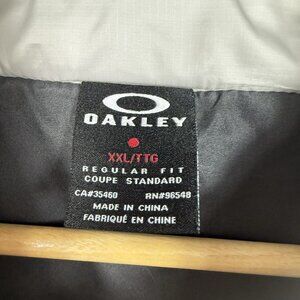 OAKLEY
XXL/TTG
REGULAR FIT
COUPE STANDARD
CA#35460 RN#96548
MADE IN CHINA
FABRIQUÉ EN CHINE